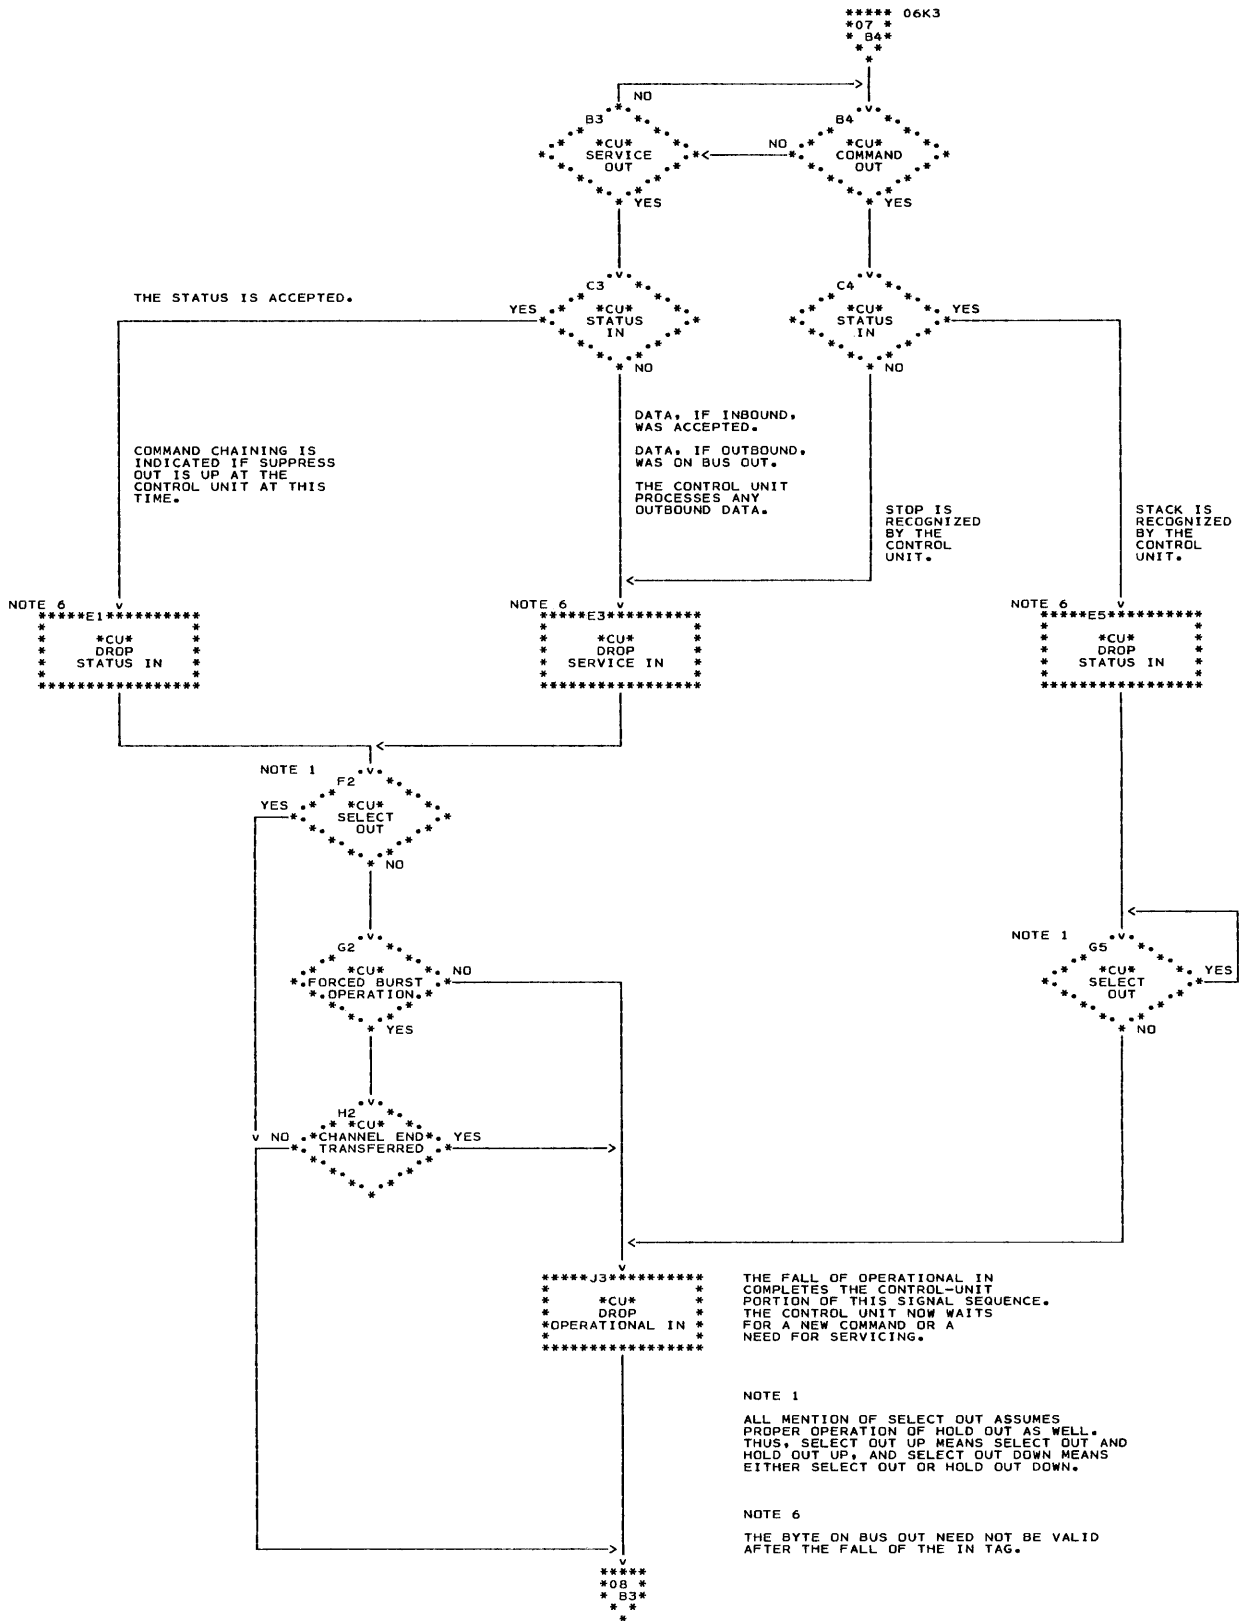 06K3
07
B4
NO
B3
*CU*
SERVICE
OUT
NO
B4
*CU*
COMMAND
OUT
YES
YES
THE STATUS IS ACCEPTED.
YES
C3
*CU*
STATUS
IN
NO
C4
*CU*
STATUS
IN
YES
NO
COMMAND CHAINING IS
INDICATED IF SUPPRESS
OUT IS UP AT THE
CONTROL UNIT AT THIS
TIME.
DATA, IF INBOUND,
WAS ACCEPTED.
DATA, IF OUTBOUND,
WAS ON BUS OUT.
THE CONTROL UNIT
PROCESSES ANY
OUTBOUND DATA.
STOP IS
RECOGNIZED
BY THE
CONTROL
UNIT.
STACK IS
RECOGNIZED
BY THE
CONTROL
UNIT.
NOTE 6
E1
*CU*
DROP
STATUS IN
NOTE 6
E3
*CU*
DROP
SERVICE IN
NOTE 6
E5
*CU*
DROP
STATUS IN
NOTE 1
F2
YES
*CU*
SELECT
OUT
NO
G2
*CU*
FORCED BURST
OPERATION
NO
YES
NOTE 1
G5
*CU*
SELECT
OUT
YES
NO
H2
NO
*CU*
CHANNEL END
TRANSFERRED
YES
J3
*CU*
DROP
OPERATIONAL IN
THE FALL OF OPERATIONAL IN
COMPLETES THE CONTROL-UNIT
PORTION OF THIS SIGNAL SEQUENCE.
THE CONTROL UNIT NOW WAITS
FOR A NEW COMMAND OR A
NEED FOR SERVICING.
NOTE 1
ALL MENTION OF SELECT OUT ASSUMES
PROPER OPERATION OF HOLD OUT AS WELL.
THUS, SELECT OUT UP MEANS SELECT OUT AND
HOLD OUT UP, AND SELECT OUT DOWN MEANS
EITHER SELECT OUT OR HOLD OUT DOWN.
NOTE 6
THE BYTE ON BUS OUT NEED NOT BE VALID
AFTER THE FALL OF THE IN TAG.
08
B3